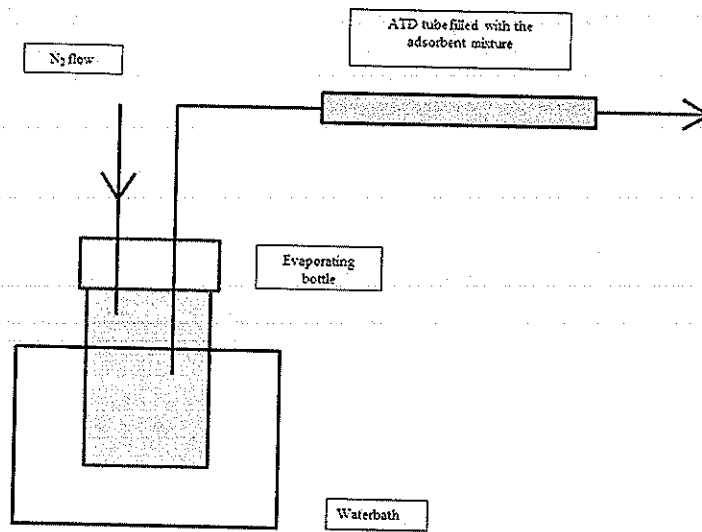 ATD tube filled with the
adsorbent mixture
N₂ flow
Evaporating
bottle
Waterbath